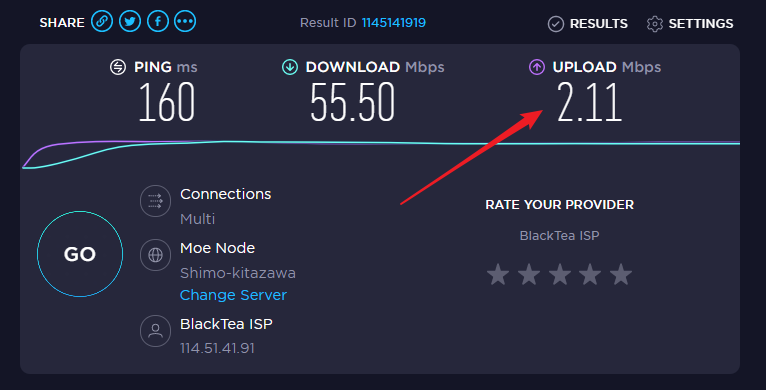 SHARE
Result ID 1145141919
RESULTS
SETTINGS
PING ms
DOWNLOAD Mbps
UPLOAD Mbps
160
55.50
2.11
GO
Connections
Multi
Moe Node
Shimo-kitazawa
Change Server
BlackTea ISP
114.51.41.91
RATE YOUR PROVIDER
BlackTea ISP